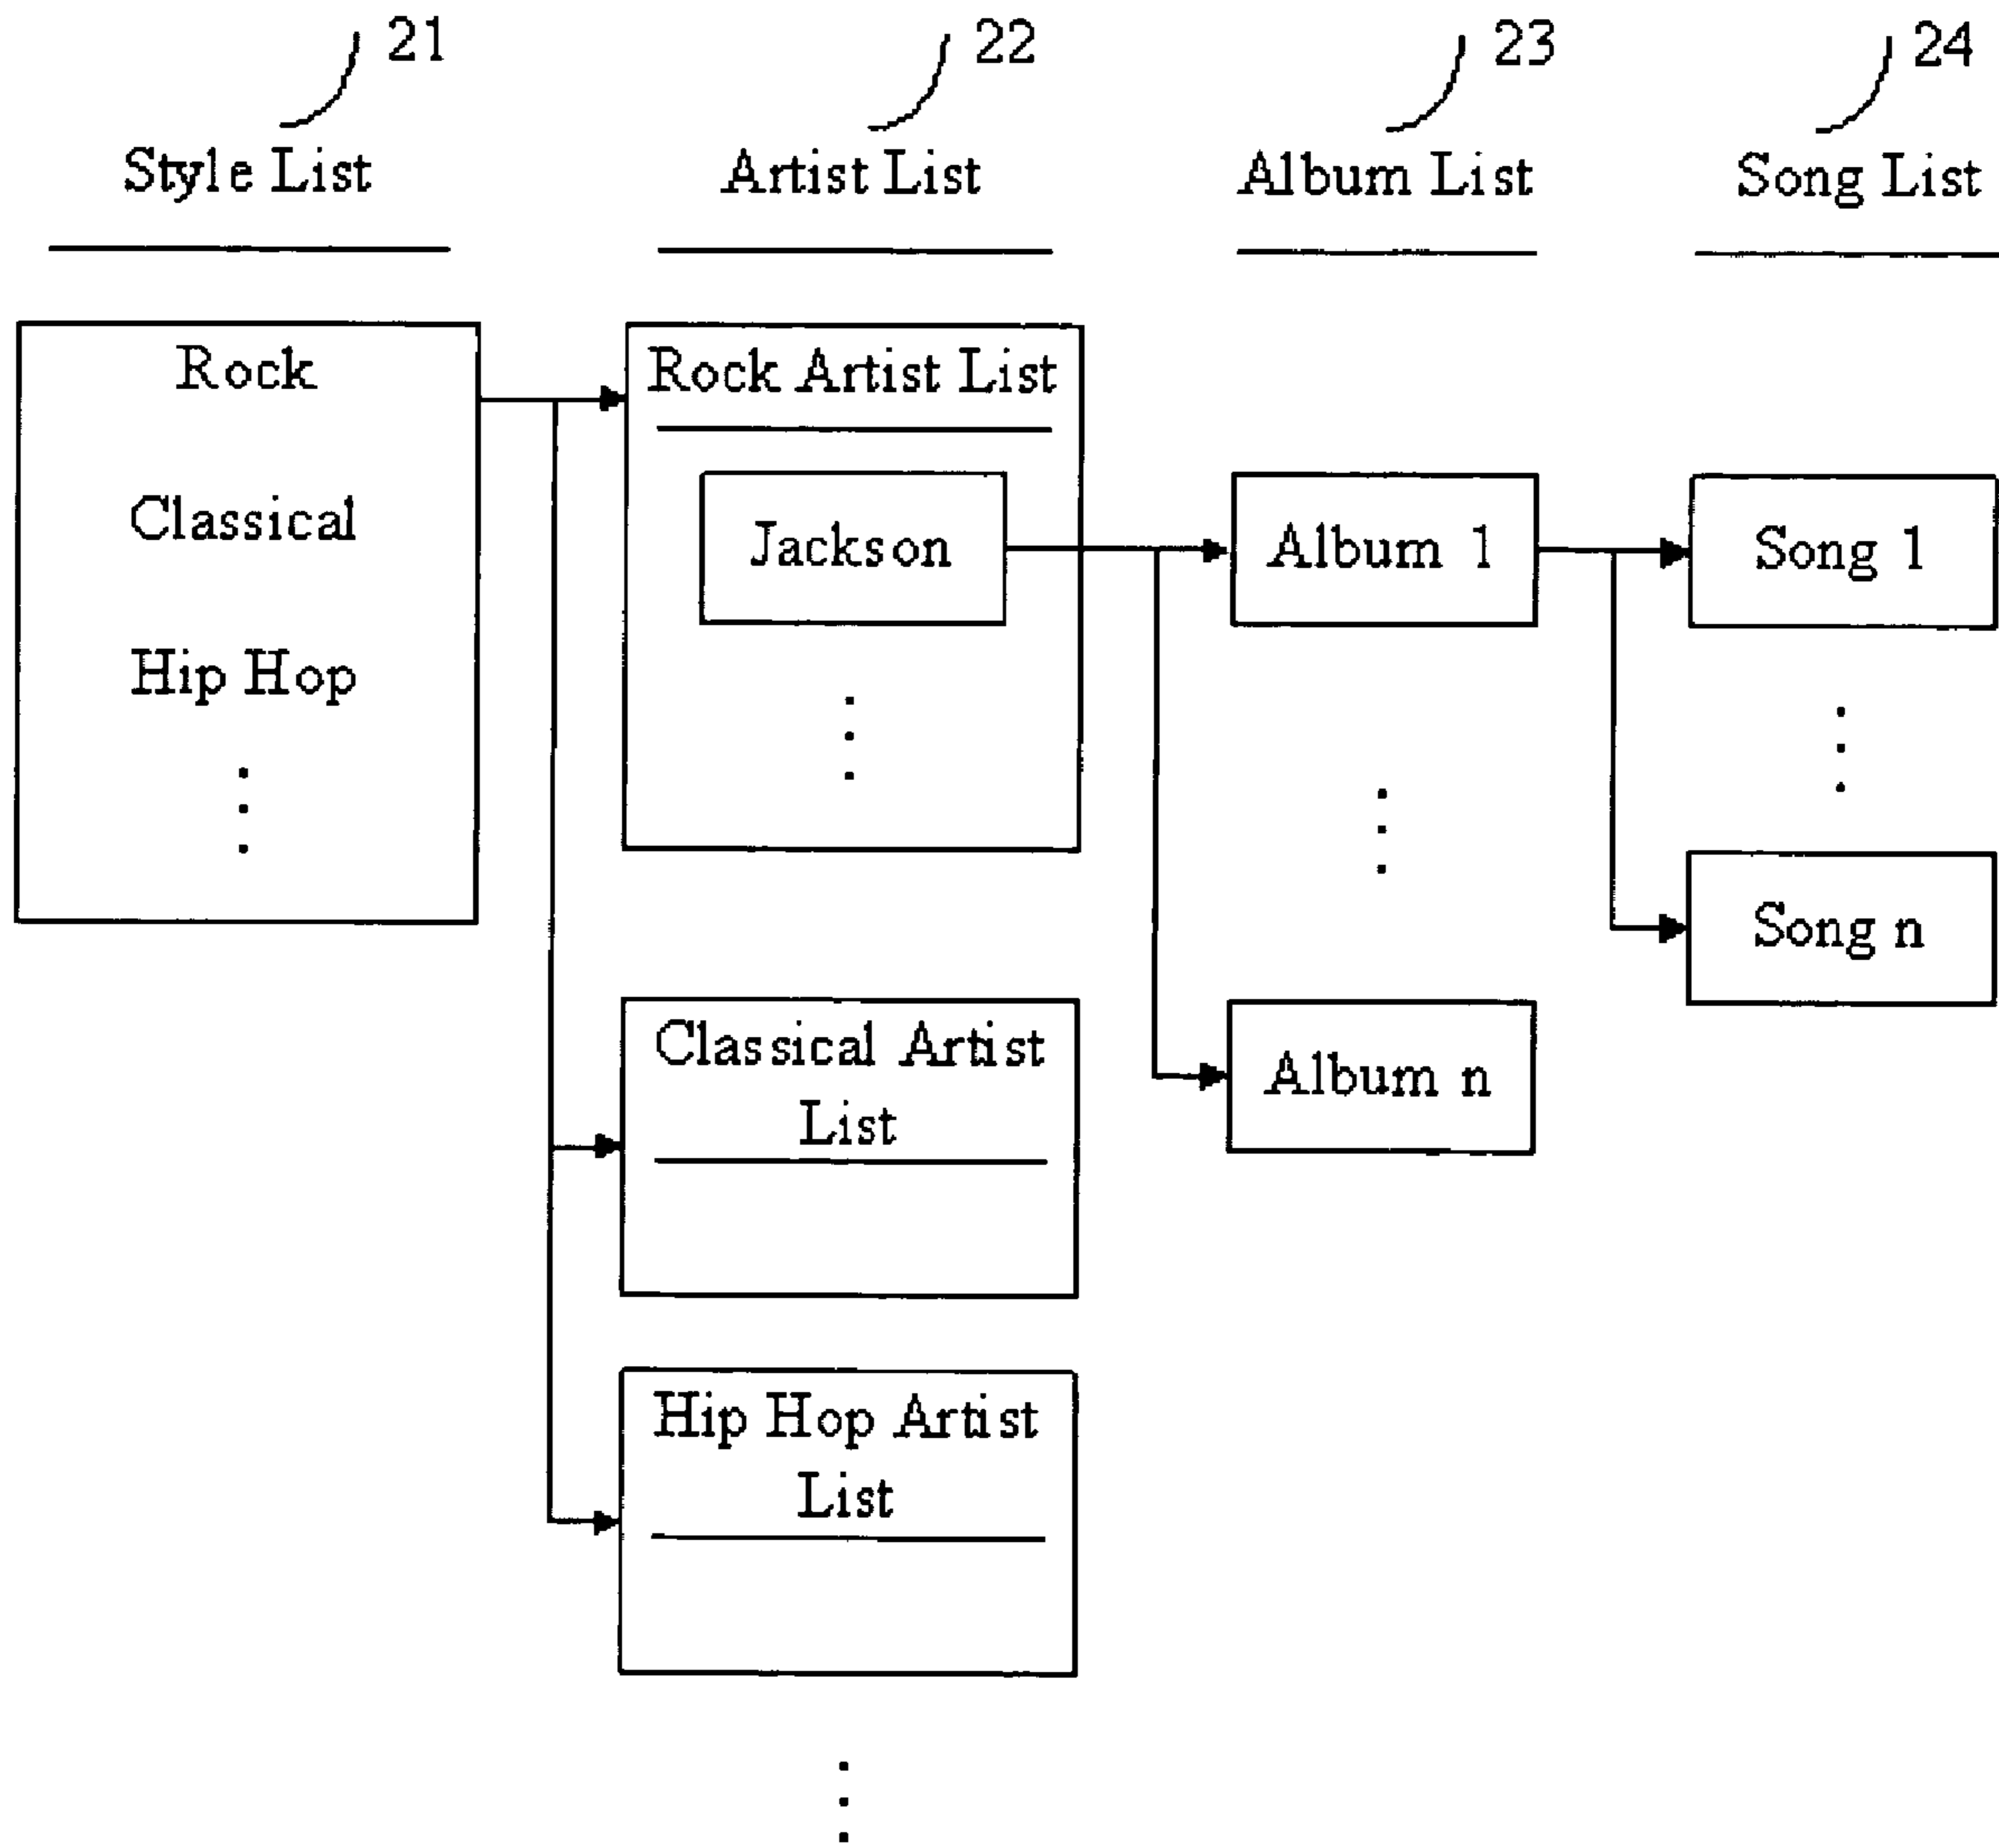 21
22
23
24
Style List
Artist List
Album List
Song List
Rock
Classical
Hip Hop
Rock Artist List
Jackson
Album 1
Song 1
Song n
Album n
Classical Artist
List
Hip Hop Artist
List